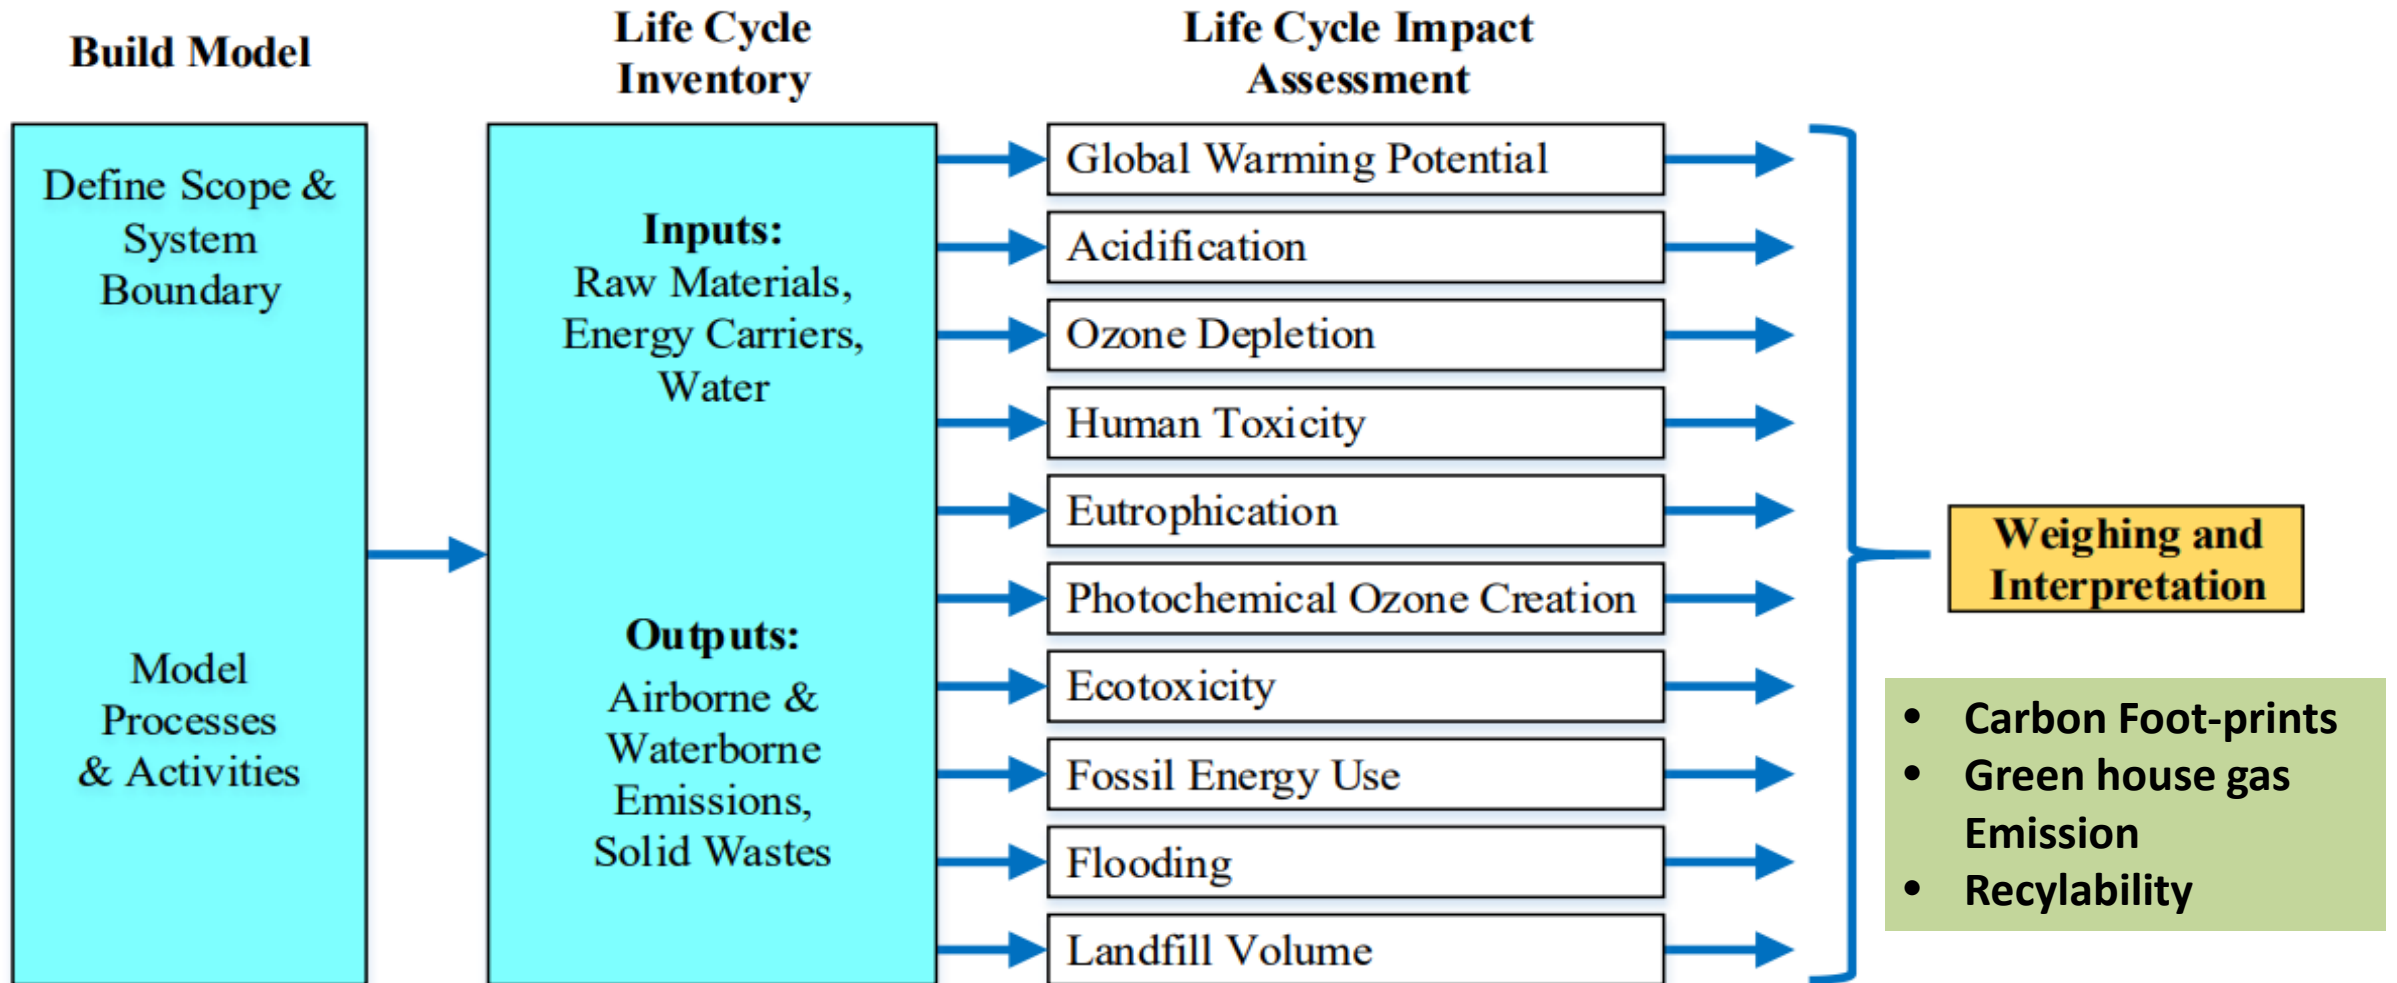 Build Model
Define Scope &
System
Boundary
Model
Processes
& Activities
Life Cycle
Inventory
Inputs:
Raw Materials,
Energy Carriers,
Water
Outputs:
Airborne &
Waterborne
Emissions,
Solid Wastes
Life Cycle Impact
Assessment
Global Warming Potential
Acidification
Ozone Depletion
Human Toxicity
Eutrophication
Photochemical Ozone Creation
Ecotoxicity
Fossil Energy Use
Flooding
Landfill Volume
Weighing and
Interpretation
• Carbon Foot-prints
• Green house gas
Emission
• Recylability